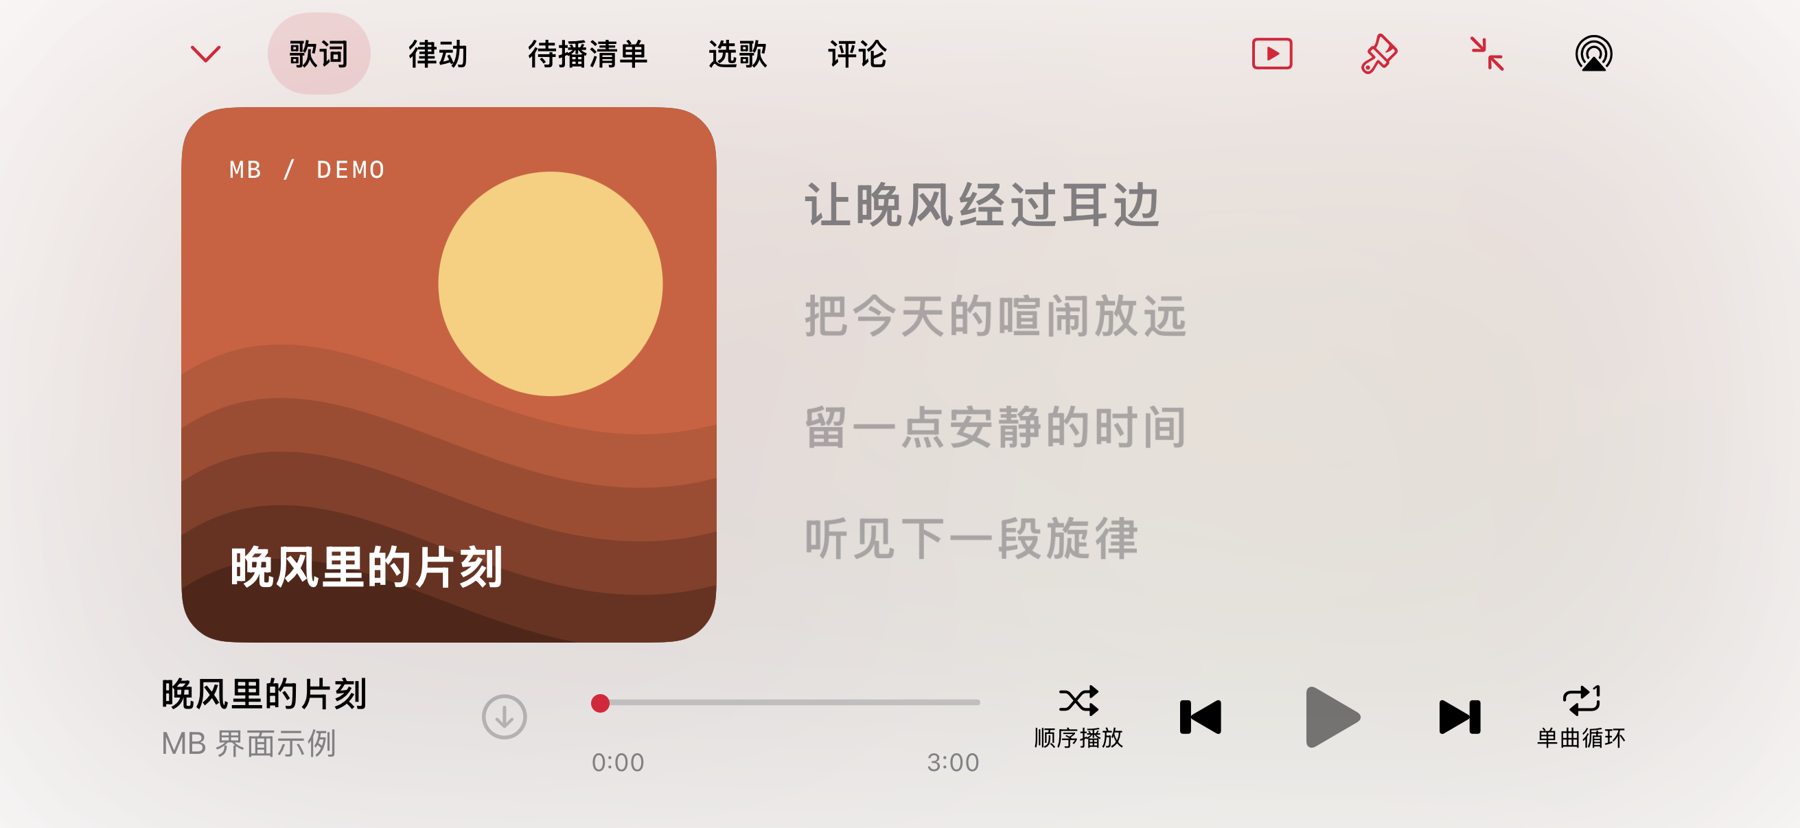 歌词 律动 待播清单 选歌 评论
MB / DEMO
晚风里的片刻
让晚风经过耳边
把今天的喧闹放远
留一点安静的时间
听见下一段旋律
晚风里的片刻
MB 界面示例
0:00 3:00
顺序播放
1
单曲循环